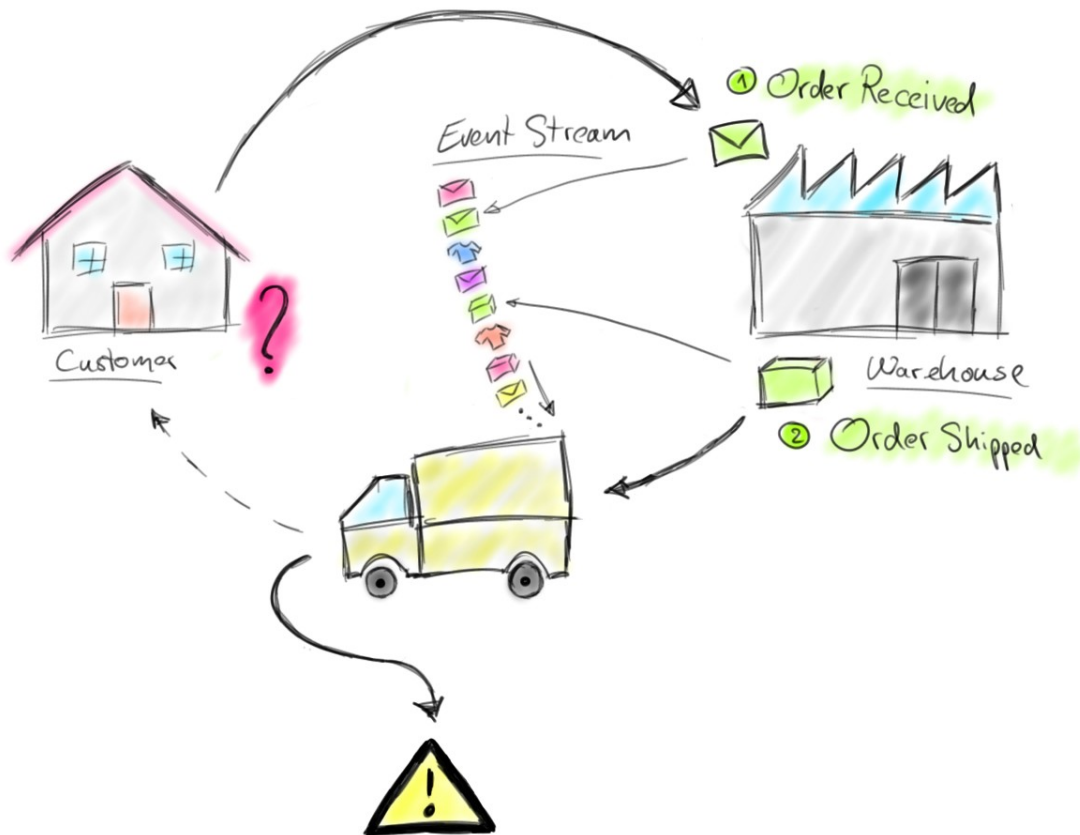 1 Order Received
Event Stream
?
Customer
Warehouse
2 Order Shipped
!